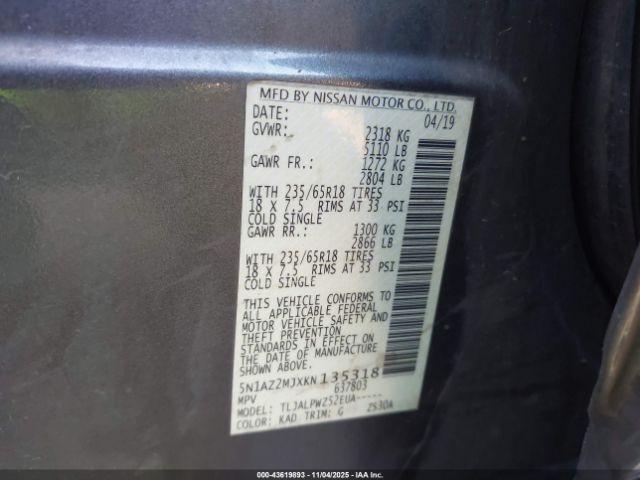 MFD BY NISSAN MOTOR CO., LTD.
DATE: 04/19
GVWR: 2318 KG
5110 LB
GAWR FR.: 1272 KG
2804 LB
WITH 235/65R18 TIRES
18 X 7.5 RIMS AT 33 PSI
COLD SINGLE
GAWR RR.: 1300 KG
2866 LB
WITH 235/65R18 TIRES
18 X 7.5 RIMS AT 33 PSI
COLD SINGLE
THIS VEHICLE CONFORMS TO
ALL APPLICABLE FEDERAL
MOTOR VEHICLE SAFETY AND
THEFT PREVENTION
STANDARDS IN EFFECT ON
THE DATE OF MANUFACTURE
SHOWN ABOVE.
5N1AZ2MJXKN135318
MPV 637803
MODEL: TLJALPWZ52EUA-----
COLOR: KAD TRIM: G ZS30A
000-43619893 - 11/04/2025 - IAAI.COM